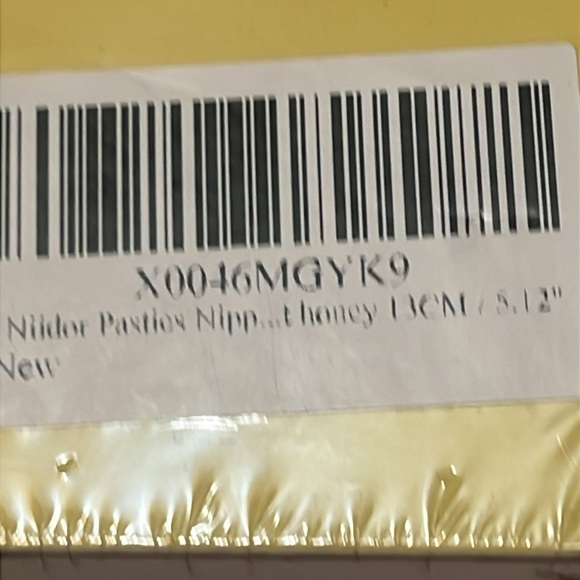 X0046MGYK9
Niidor Pasties Nipp...t honey 13CM / 5.12"
New